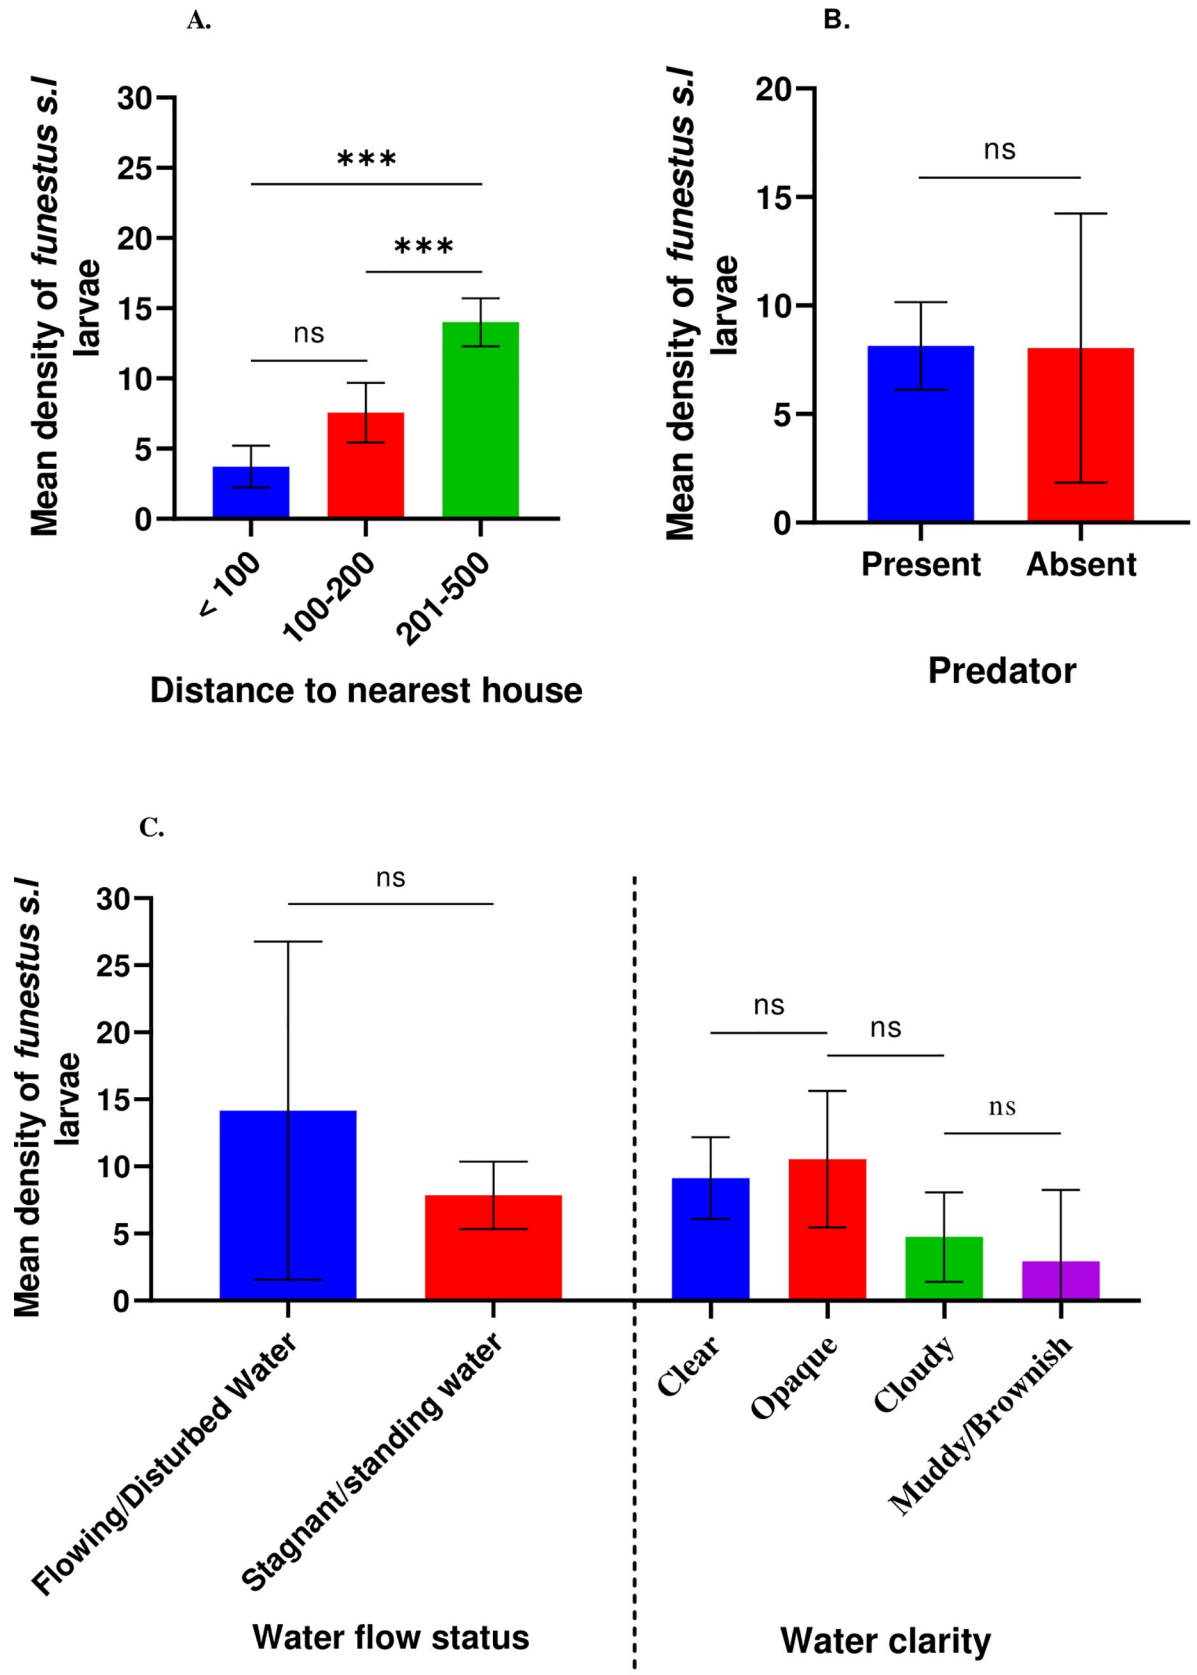 A.
Mean density of funestus s.l
larvae
30
25
20
15
10
5
0
***
***
ns
< 100
100-200
201-500
Distance to nearest house
B.
Mean density of funestus s.l
larvae
20
15
10
5
0
ns
Present
Absent
Predator
C.
Mean density of funestus s.l
larvae
30
25
20
15
10
5
0
ns
ns
ns
ns
Flowing/Disturbed Water
Stagnant/standing water
Clear
Opaque
Cloudy
Muddy/Brownish
Water flow status
Water clarity